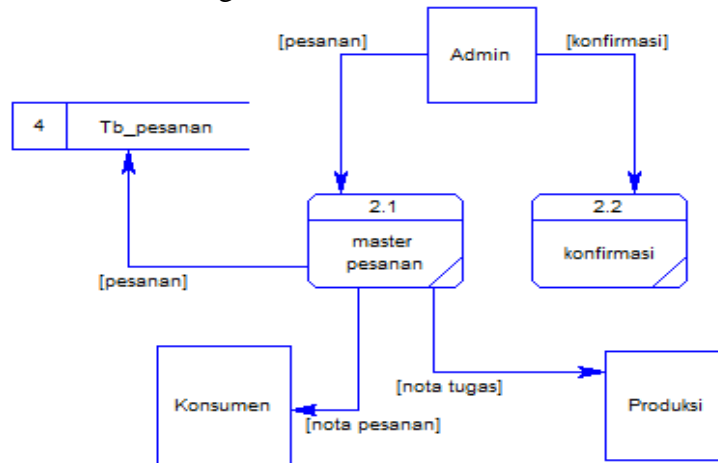 [pesanan]
Admin
[konfirmasi]
4
Tb_pesanan
2.1
master
pesanan
2.2
konfirmasi
[pesanan]
Konsumen
[nota pesanan]
[nota tugas]
Produksi